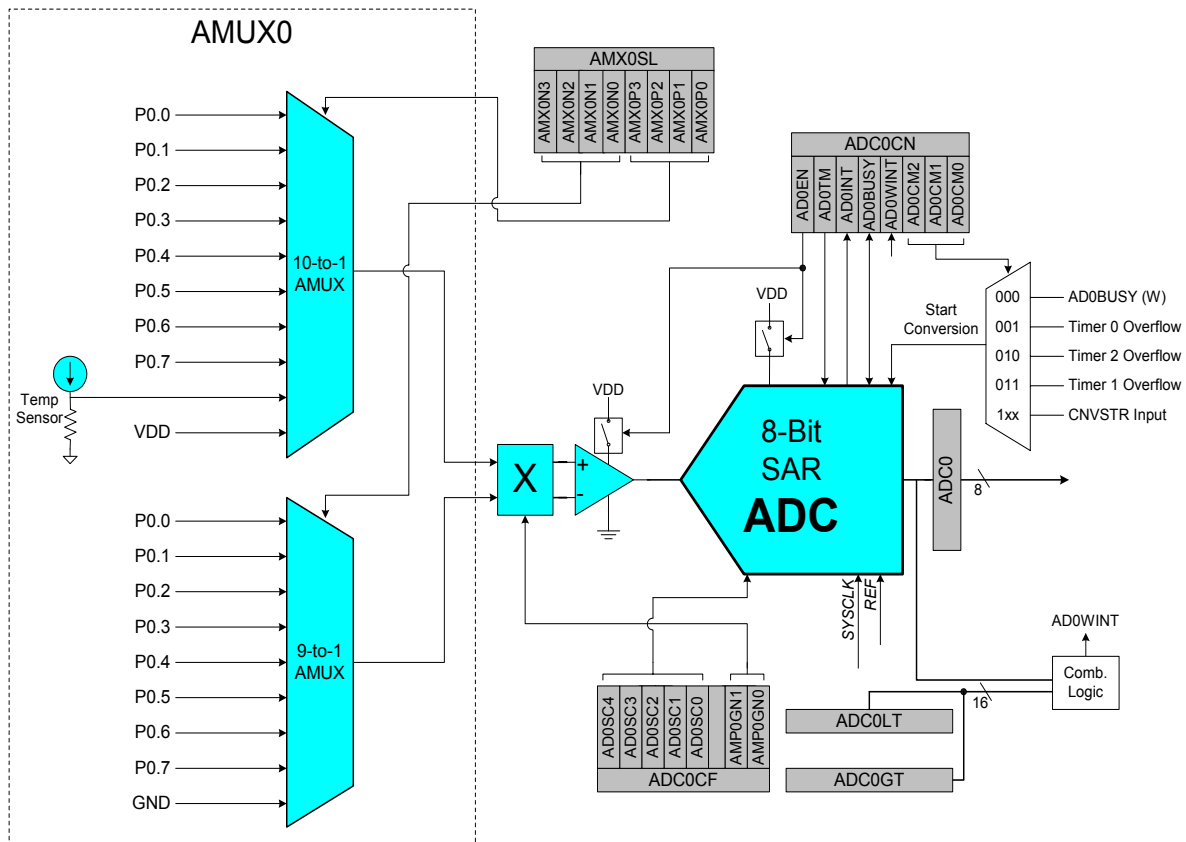 AMUX0
P0.0
P0.1
P0.2
P0.3
P0.4
P0.5
P0.6
P0.7
Temp
Sensor
VDD
10-to-1
AMUX
P0.0
P0.1
P0.2
P0.3
P0.4
P0.5
P0.6
P0.7
GND
9-to-1
AMUX
AMX0SL
AMX0N3
AMX0N2
AMX0N1
AMX0N0
AMX0P3
AMX0P2
AMX0P1
AMX0P0
ADC0CN
AD0EN
AD0TM
AD0INT
AD0BUSY
AD0WINT
AD0CM2
AD0CM1
AD0CM0
VDD
VDD
Start
Conversion
000
AD0BUSY (W)
001
Timer 0 Overflow
010
Timer 2 Overflow
011
Timer 1 Overflow
1xx
CNVSTR Input
X
+
-
8-Bit
SAR
ADC
ADC0
8
SYSCLK
REF
AD0WINT
Comb.
Logic
16
ADC0LT
ADC0GT
AD0SC4
AD0SC3
AD0SC2
AD0SC1
AD0SC0
AMP0GN1
AMP0GN0
ADC0CF